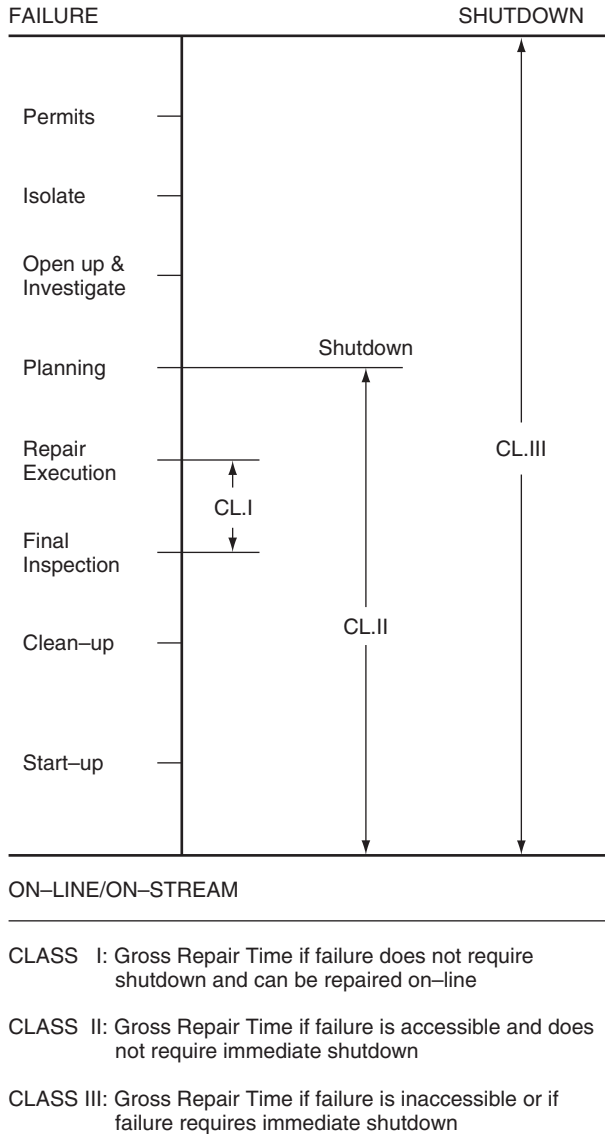 FAILURE SHUTDOWN
Permits
Isolate
Open up &
Investigate
Shutdown
Planning
Repair
Execution
CL.III
CL.I
Final
Inspection
CL.II
Clean–up
Start–up
ON–LINE/ON–STREAM
CLASS I: Gross Repair Time if failure does not require
shutdown and can be repaired on–line
CLASS II: Gross Repair Time if failure is accessible and does
not require immediate shutdown
CLASS III: Gross Repair Time if failure is inaccessible or if
failure requires immediate shutdown